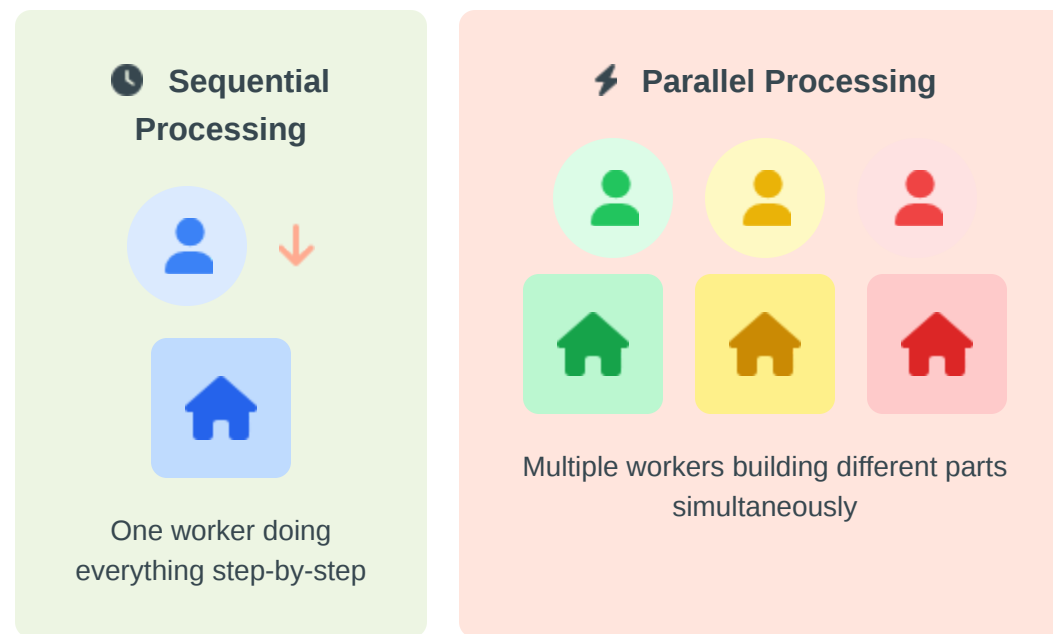 Sequential
Processing
One worker doing
everything step-by-step
Parallel Processing
Multiple workers building different parts
simultaneously